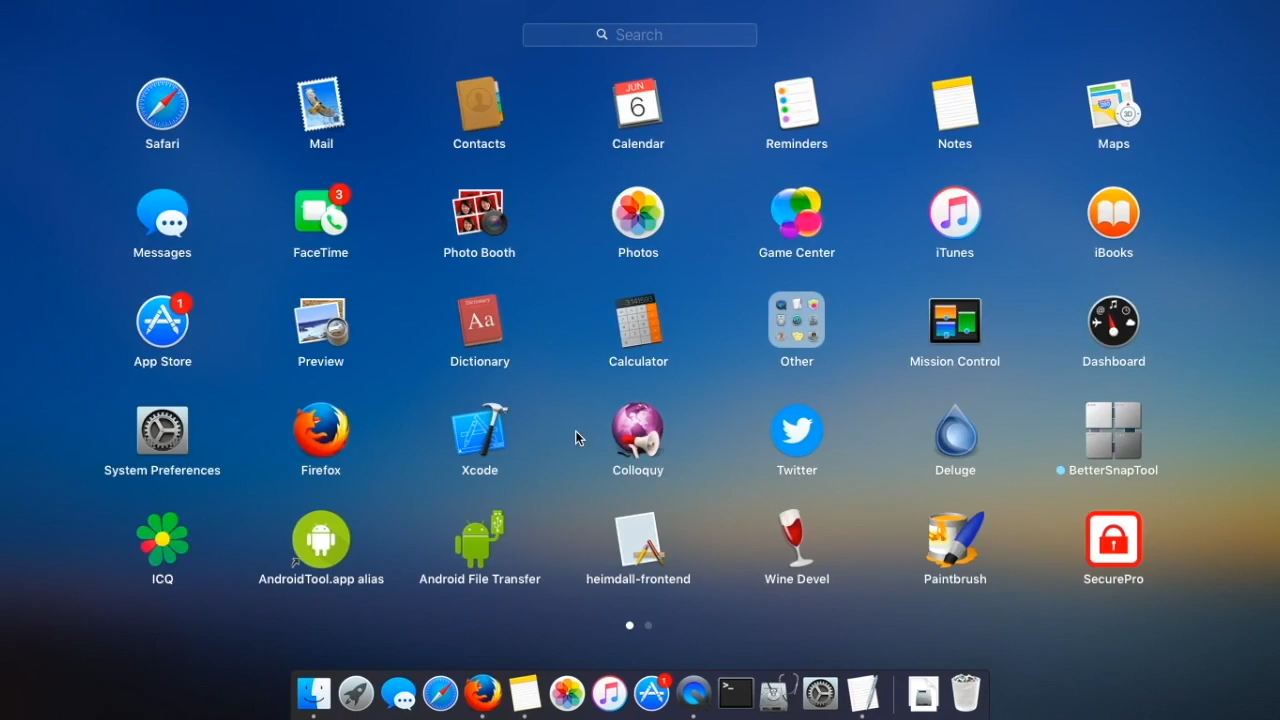 Search
Safari
Mail
Contacts
JUN
6
Calendar
Reminders
Notes
3D
Maps
Messages
3
FaceTime
Photo Booth
Photos
Game Center
iTunes
iBooks
1
App Store
Preview
Dictionary
Aa
Dictionary
Calculator
Other
Mission Control
Dashboard
System Preferences
Firefox
Xcode
Colloquy
Twitter
Deluge
BetterSnapTool
ICQ
AndroidTool.app alias
Android File Transfer
heimdall-frontend
Wine Devel
Paintbrush
SecurePro
1